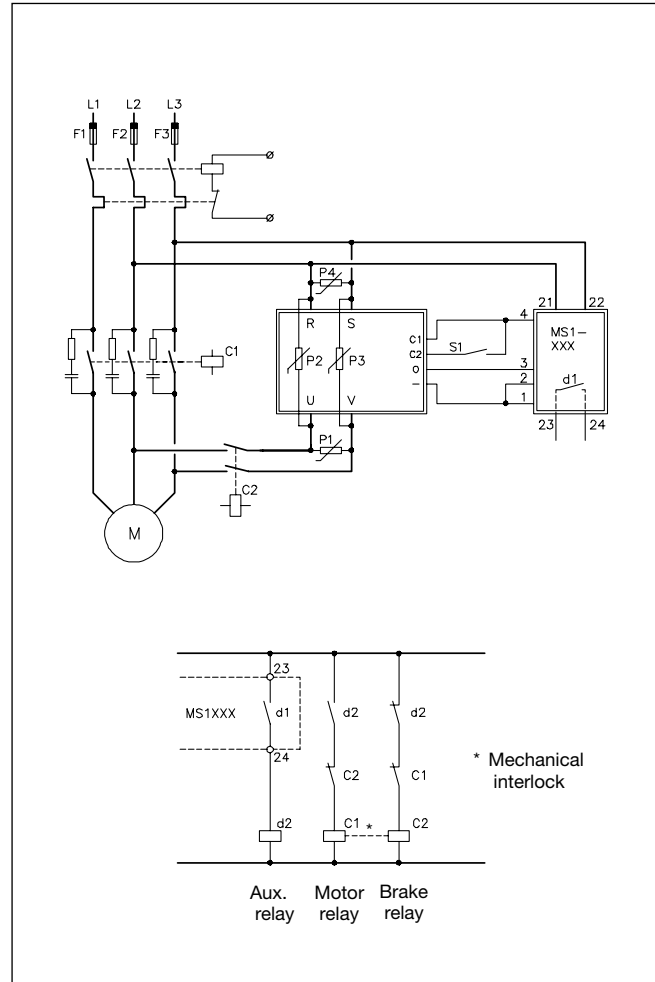 L1 L2 L3
F1 F2 F3
P4
21 22
R S
4
C1
C2
S1
MS1-
XXX
P2 P3
O
3
C1
2
d1
–
1
U V
23 24
P1
C2
M
23
MS1XXX
d1
d2
d2
24
C2
C1
* Mechanical
interlock
d2
C1
*
C2
Aux.
relay
Motor
relay
Brake
relay